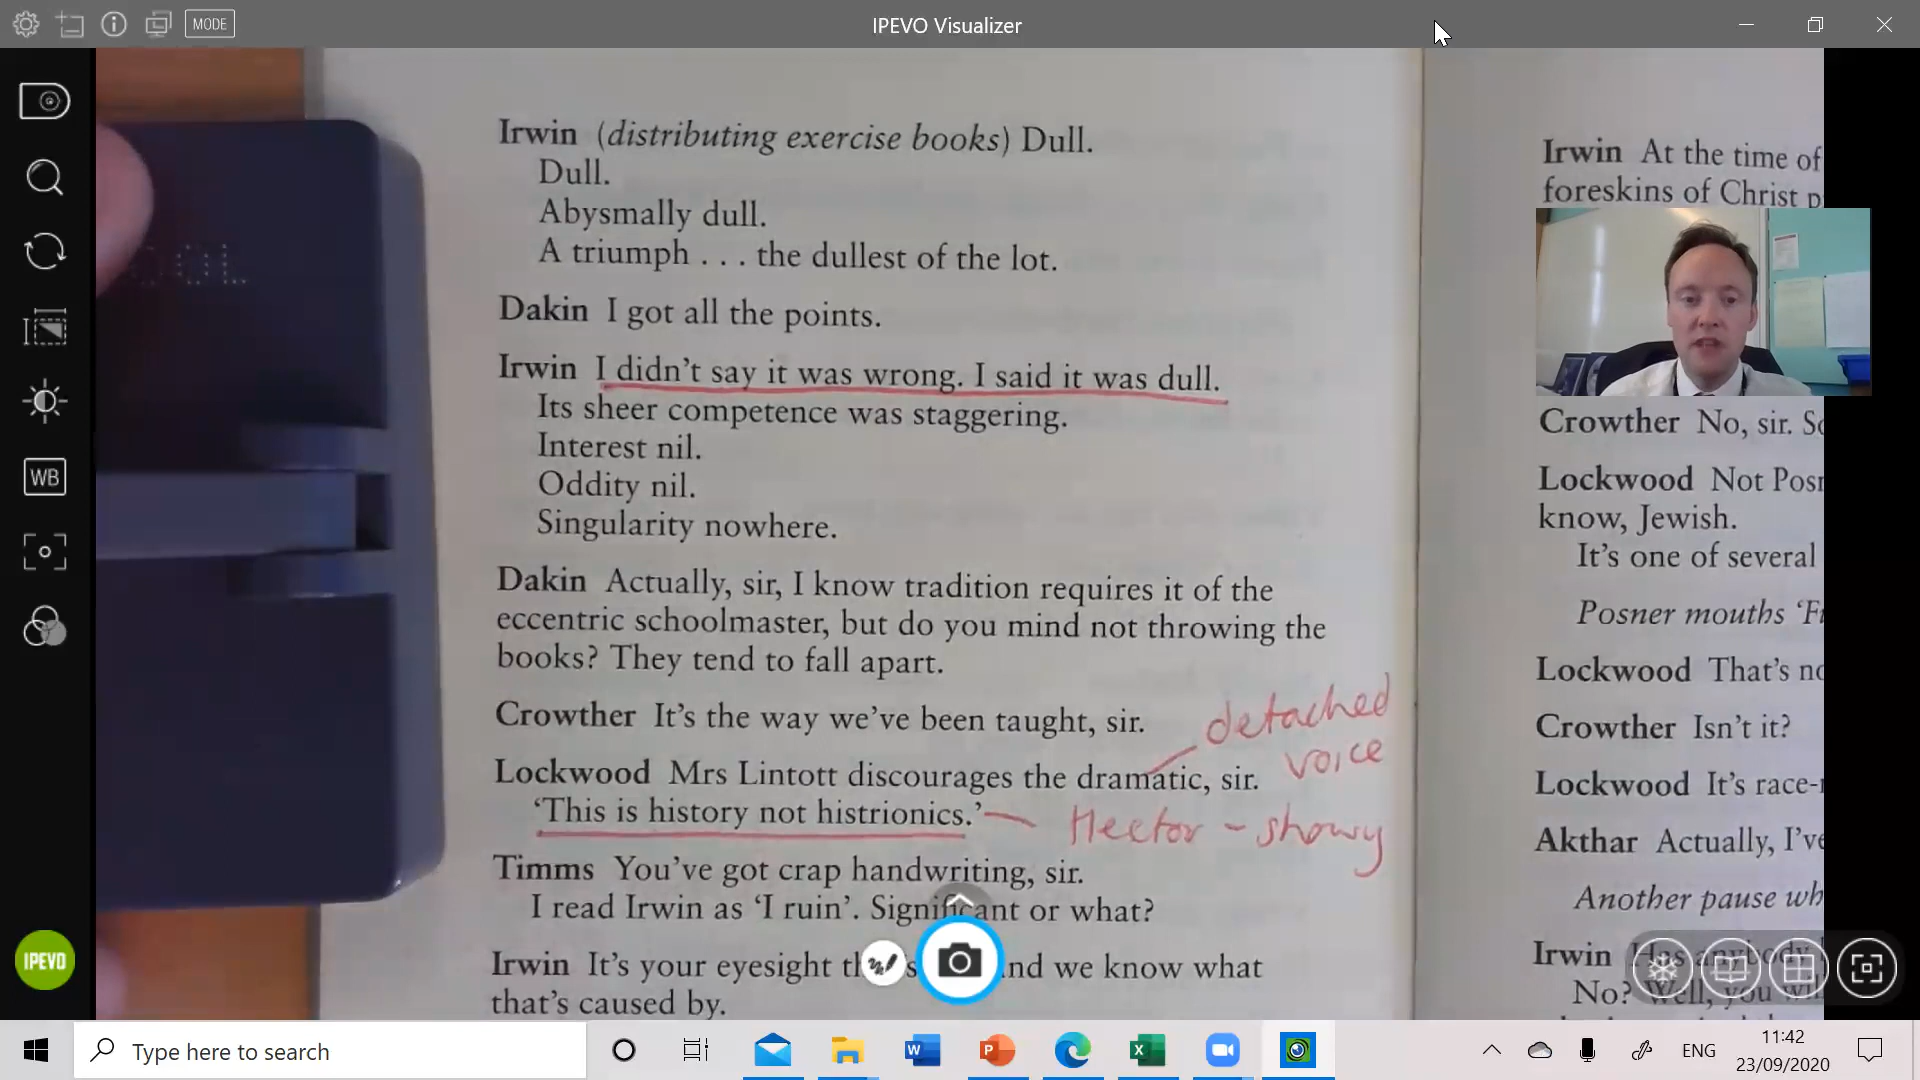 MODE
IPEVO Visualizer
WB
IPEVO
Irwin (distributing exercise books) Dull.
Dull.
Abysmally dull.
A triumph . . . the dullest of the lot.
Dakin I got all the points.
Irwin I didn't say it was wrong. I said it was dull.
Its sheer competence was staggering.
Interest nil.
Oddity nil.
Singularity nowhere.
Dakin Actually, sir, I know tradition requires it of the
eccentric schoolmaster, but do you mind not throwing the
books? They tend to fall apart.
Crowther It's the way we've been taught, sir.
Lockwood Mrs Lintott discourages the dramatic, sir.
detached
voice
'This is history not histrionics.'
Hector - showy
Timms You've got crap handwriting, sir.
I read Irwin as 'I ruin'. Significant or what?
Irwin It's your eyesight and we know what
that's caused by.
Irwin At the time of
foreskins of Christ
Crowther No, sir.
Lockwood Not
know, Jewish.
It's one of several
Posner mouths
Lockwood That's
Crowther Isn't it?
Lockwood It's
Akthar Actually, I've
Another pause
Irwin Has anybody
No? Well, you
Type here to search
ENG
11:42
23/09/2020